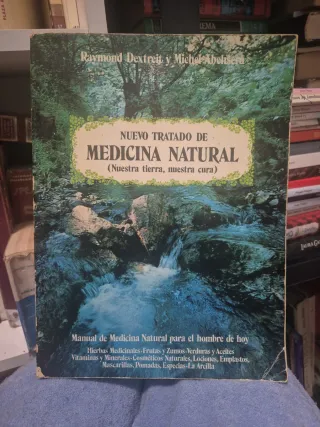 Raymond Dextreit y Michel Abehsera
NUEVO TRATADO DE
MEDICINA NATURAL
(Nuestra tierra, nuestra cura)
Manual de Medicina Natural para el hombre de hoy
Hierbas Medicinales-Frutas y Zumos-Verduras y Aceites
Vitaminas y Minerales-Cosméticos Naturales, Lociones, Emplastos,
Mascarillas, Pomadas, Especias-La Arcilla